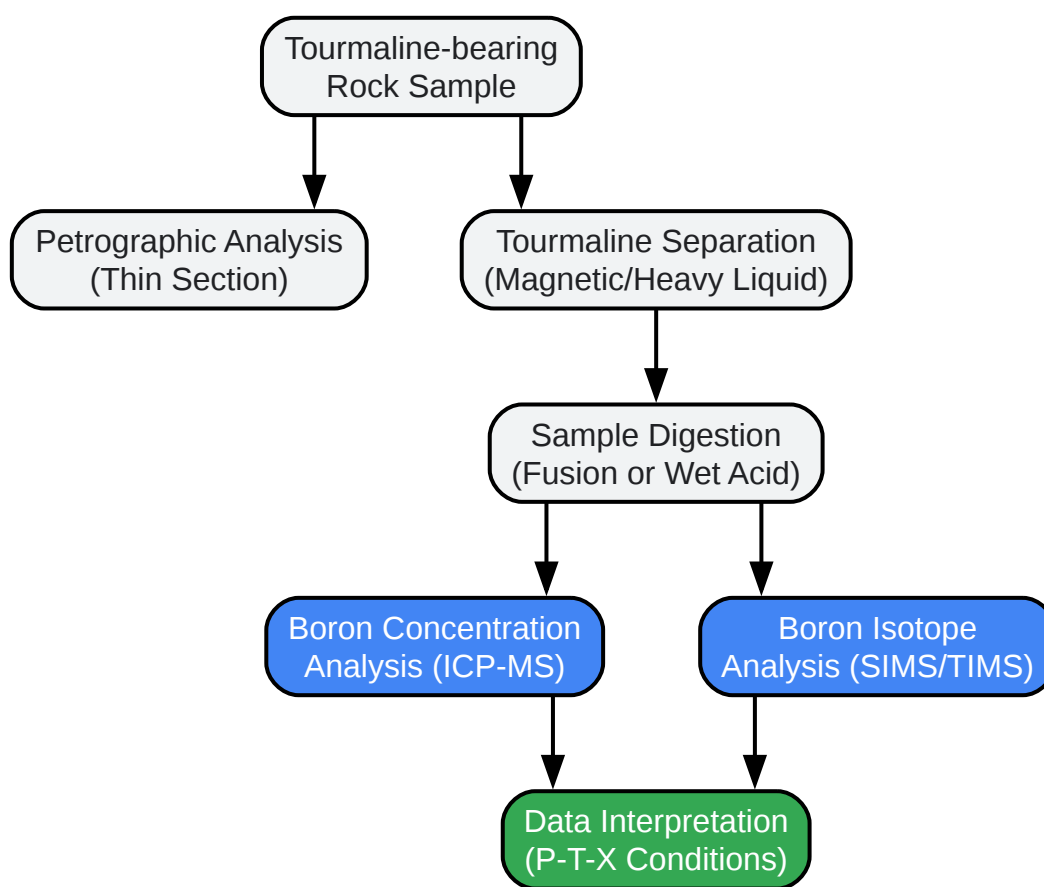 Tourmaline-bearing
Rock Sample
Petrographic Analysis
(Thin Section)
Tourmaline Separation
(Magnetic/Heavy Liquid)
Sample Digestion
(Fusion or Wet Acid)
Boron Concentration
Analysis (ICP-MS)
Boron Isotope
Analysis (SIMS/TIMS)
Data Interpretation
(P-T-X Conditions)